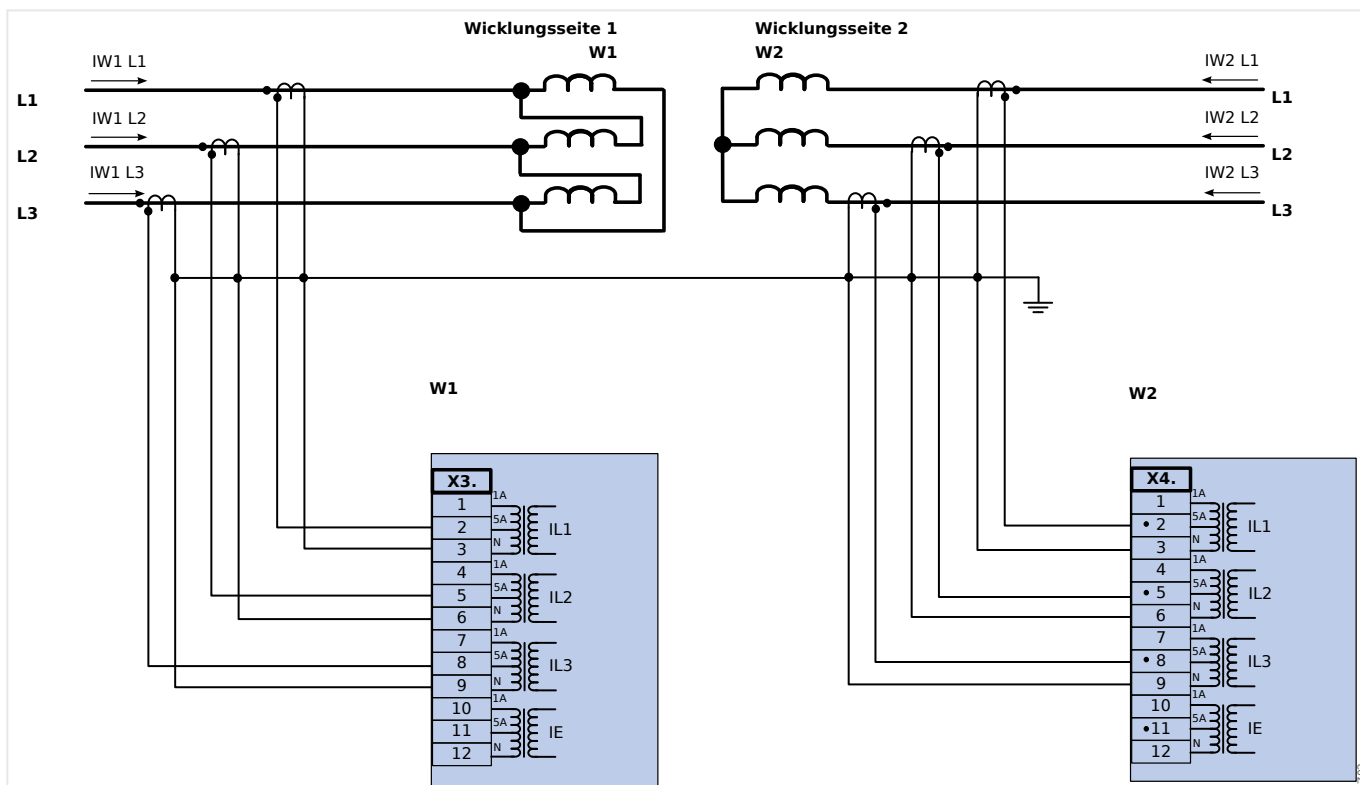 Wicklungsseite 1
W1
Wicklungsseite 2
W2
IW1 L1
L1
IW1 L2
L2
IW1 L3
L3
IW2 L1
L1
IW2 L2
L2
IW2 L3
L3
W1
X3.
1 1A
2 5A IL1
3 N
4 1A
5 5A IL2
6 N
7 1A
8 5A IL3
9 N
10 1A
11 5A IE
12 N
W2
X4.
1 1A
•2 5A IL1
3 N
4 1A
•5 5A IL2
6 N
7 1A
•8 5A IL3
9 N
10 1A
•11 5A IE
12 N